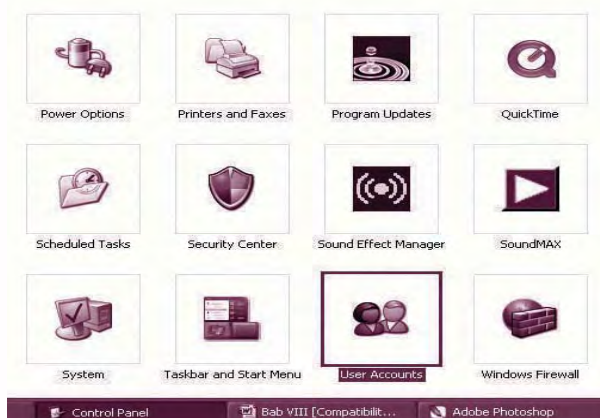 Power Options Printers and Faxes Program Updates QuickTime
Scheduled Tasks Security Center Sound Effect Manager SoundMAX
System Taskbar and Start Menu User Accounts Windows Firewall
Control Panel Bab VIII [Compatibilit... Adobe Photoshop